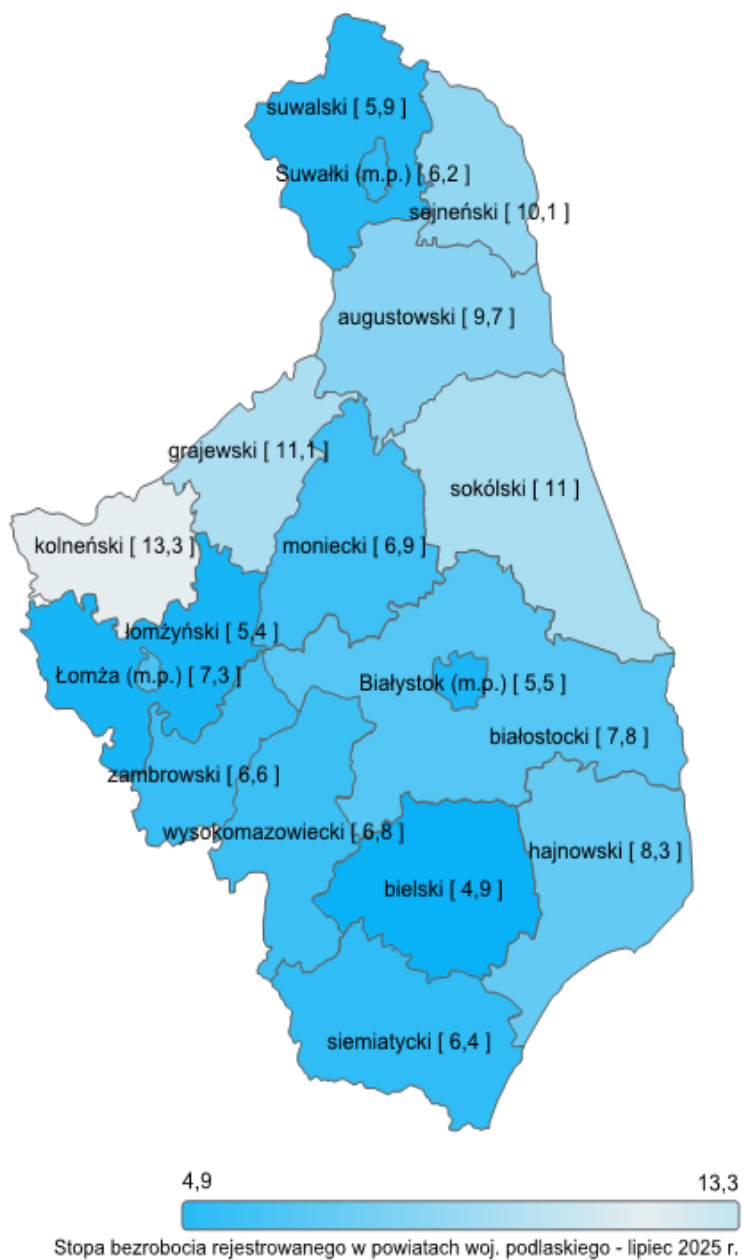 suwalski [ 5,9 ]
Suwałki (m.p.) [ 6,2 ]
sejneński [ 10,1 ]
augustowski [ 9,7 ]
grajewski [ 11,1 ]
sokólski [ 11 ]
kolneński [ 13,3 ]
moniecki [ 6,9 ]
łomżyński [ 5,4 ]
Łomża (m.p.) [ 7,3 ]
Białystok (m.p.) [ 5,5 ]
białostocki [ 7,8 ]
zambrowski [ 6,6 ]
wysokomazowiecki [ 6,8 ]
hajnowski [ 8,3 ]
bielski [ 4,9 ]
siemiatycki [ 6,4 ]
4,9
13,3
Stopa bezrobocia rejestrowanego w powiatach woj. podlaskiego - lipiec 2025 r.